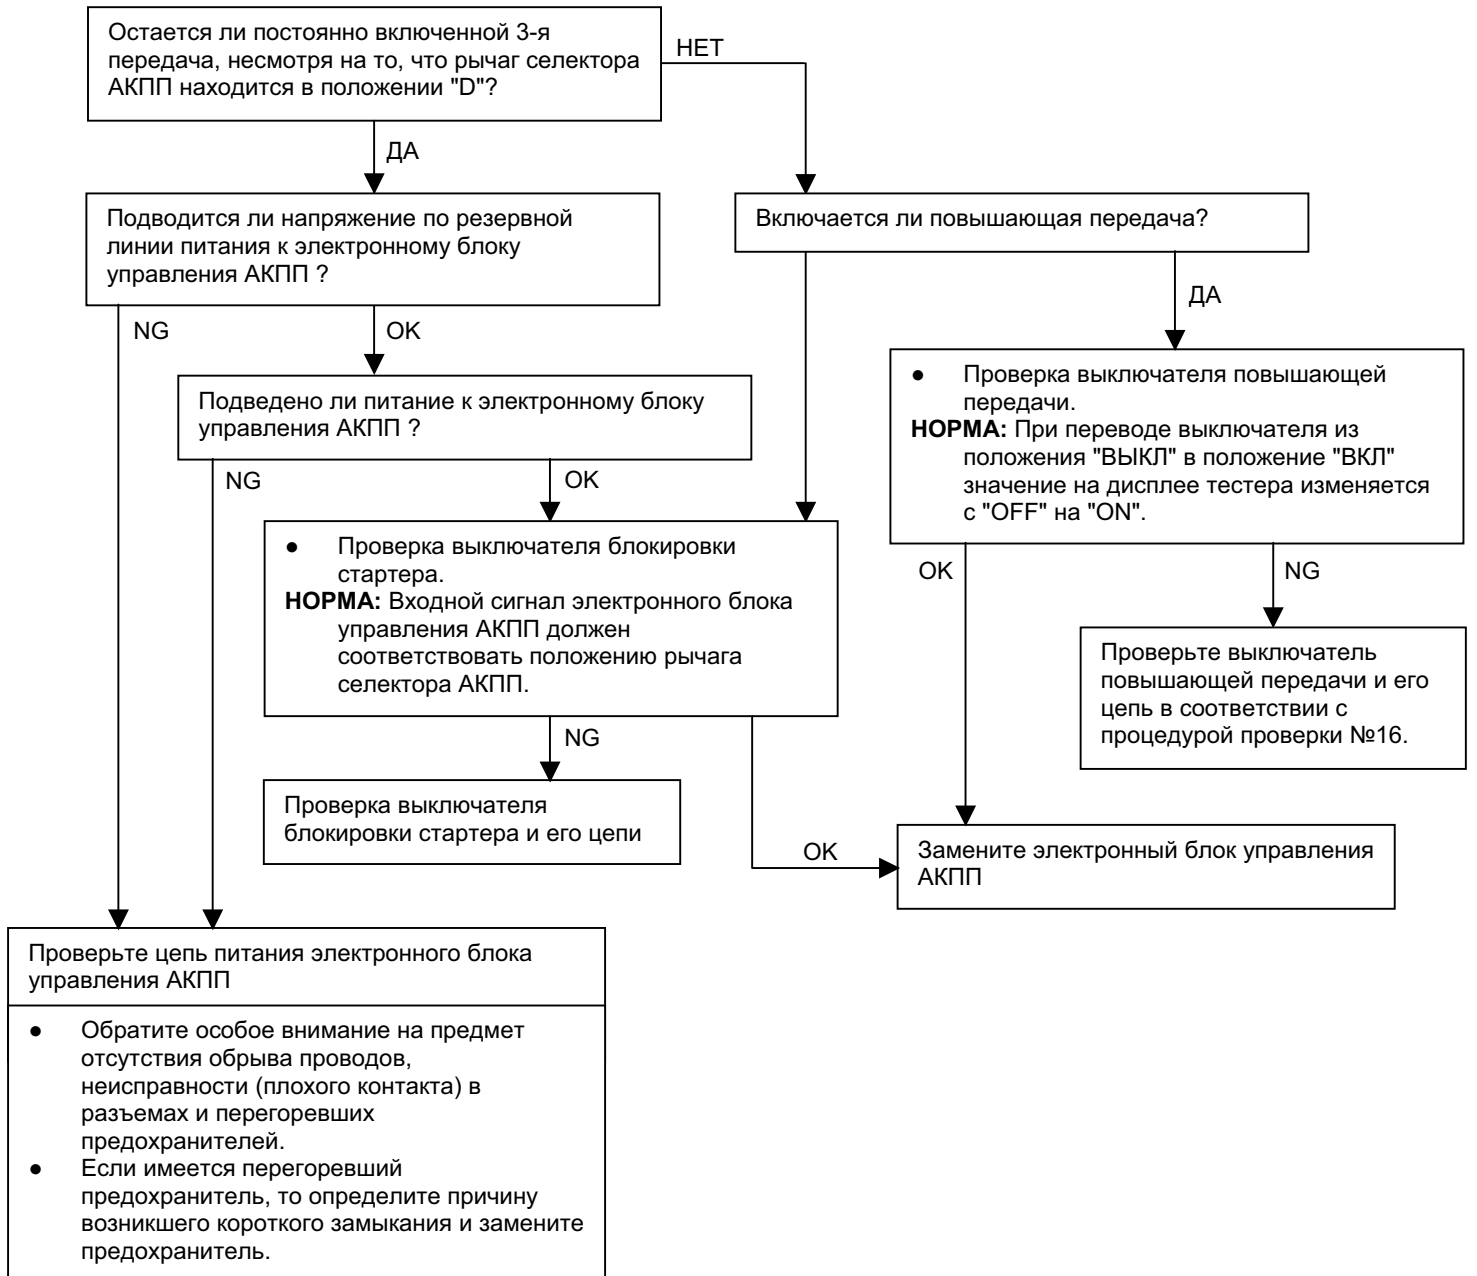 Остается ли постоянно включенной 3-я
передача, несмотря на то, что рычаг селектора
АКПП находится в положении "D"?
НЕТ
ДА
Подводится ли напряжение по резервной
линии питания к электронному блоку
управления АКПП ?
Включается ли повышающая передача?
ДА
NG
OK
Подведено ли питание к электронному блоку
управления АКПП ?
● Проверка выключателя повышающей
передачи.
НОРМА: При переводе выключателя из
положения "ВЫКЛ" в положение "ВКЛ"
значение на дисплее тестера изменяется
с "OFF" на "ON".
NG
OK
● Проверка выключателя блокировки
стартера.
НОРМА: Входной сигнал электронного блока
управления АКПП должен
соответствовать положению рычага
селектора АКПП.
OK
NG
Проверьте выключатель
повышающей передачи и его
цепь в соответствии с
процедурой проверки №16.
NG
Проверка выключателя
блокировки стартера и его цепи
OK
Замените электронный блок управления
АКПП
Проверьте цепь питания электронного блока
управления АКПП
● Обратите особое внимание на предмет
отсутствия обрыва проводов,
неисправности (плохого контакта) в
разъемах и перегоревших
предохранителей.
● Если имеется перегоревший
предохранитель, то определите причину
возникшего короткого замыкания и замените
предохранитель.